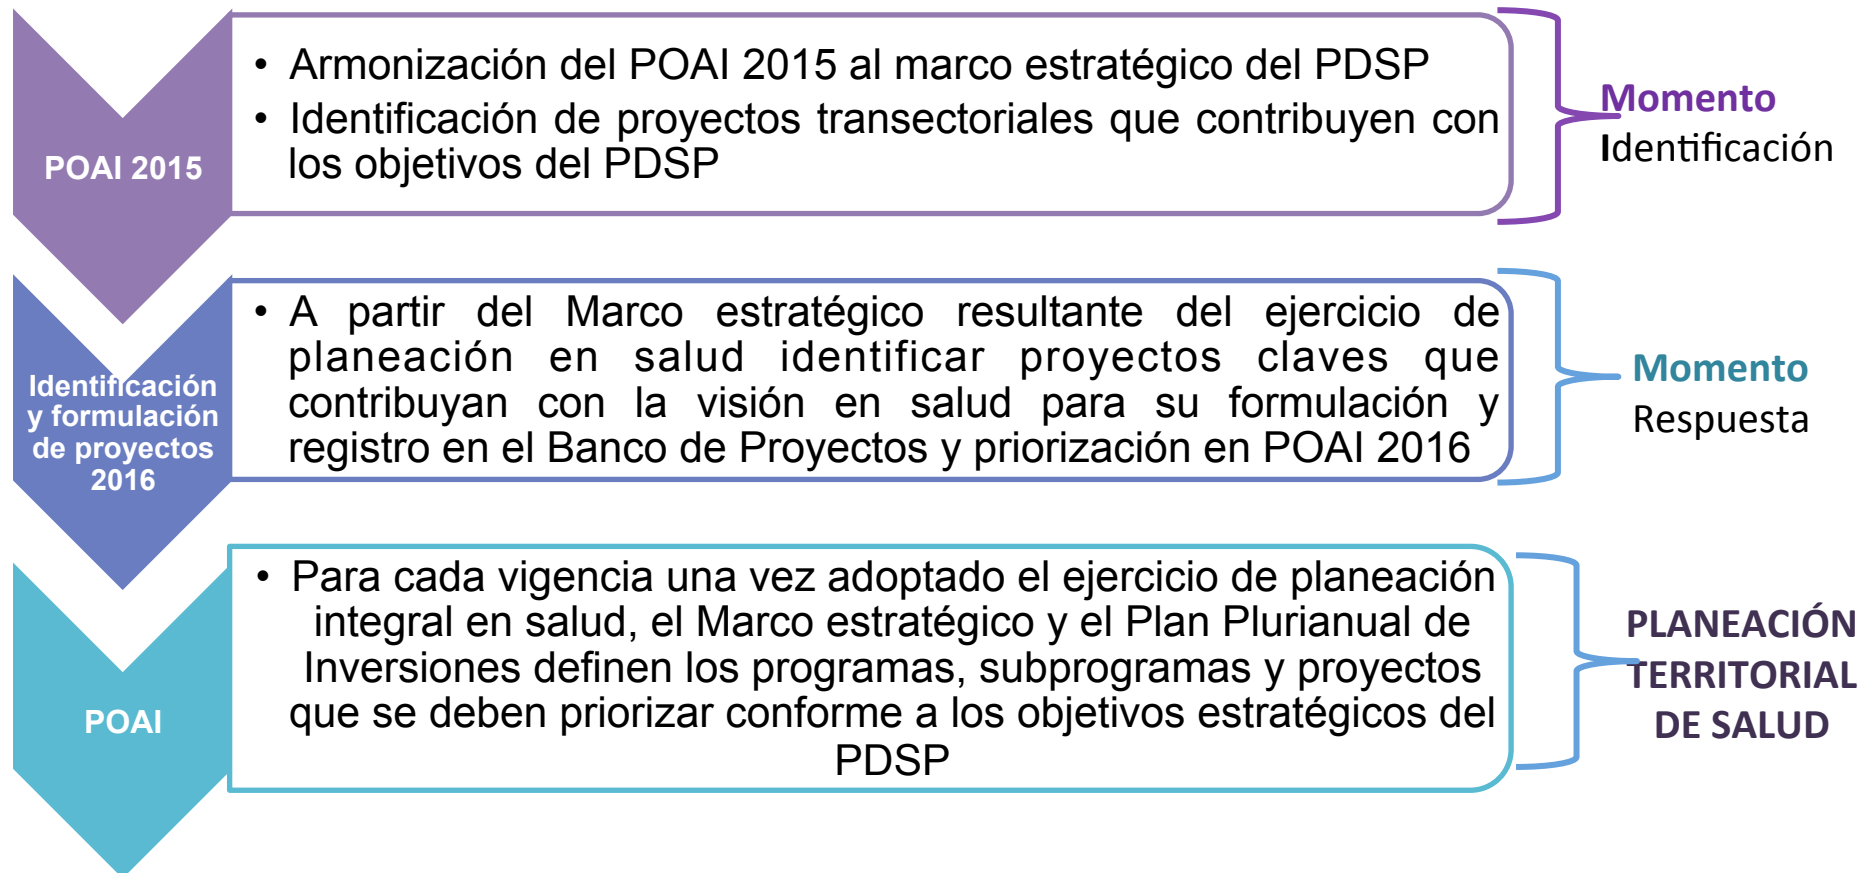 POAI 2015
• Armonización del POAI 2015 al marco estratégico del PDSP
• Identificación de proyectos transectoriales que contribuyen con
los objetivos del PDSP
Momento
Identificación
Identificación
y formulación
de proyectos
2016
• A partir del Marco estratégico resultante del ejercicio de
planeación en salud identificar proyectos claves que
contribuyan con la visión en salud para su formulación y
registro en el Banco de Proyectos y priorización en POAI 2016
Momento
Respuesta
POAI
• Para cada vigencia una vez adoptado el ejercicio de planeación
integral en salud, el Marco estratégico y el Plan Plurianual de
Inversiones definen los programas, subprogramas y proyectos
que se deben priorizar conforme a los objetivos estratégicos del
PDSP
PLANEACIÓN
TERRITORIAL
DE SALUD